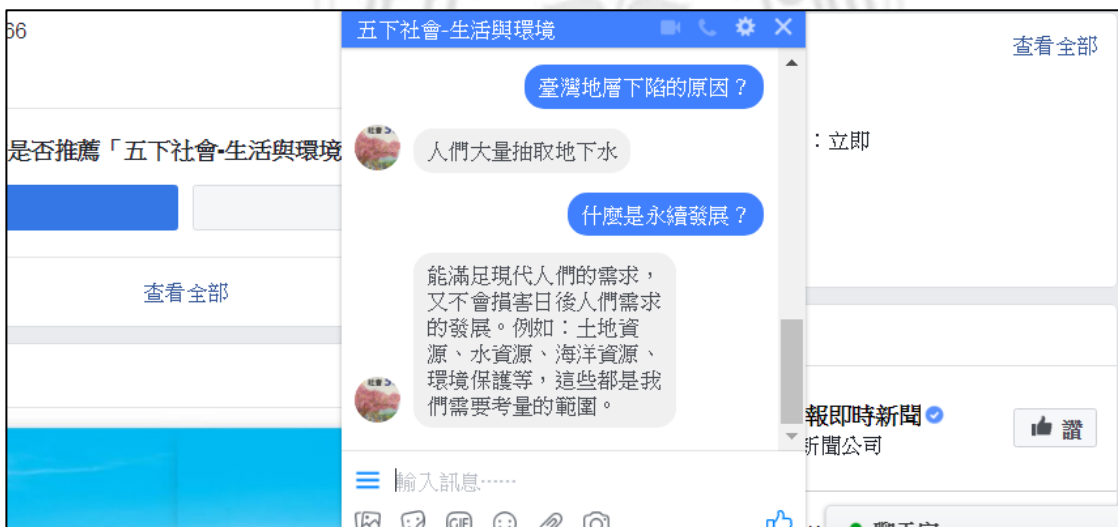 66
五下社會-生活與環境
查看全部
臺灣地層下陷的原因？
是否推薦「五下社會-生活與環境
：立即
社會5
人們大量抽取地下水
什麼是永續發展？
查看全部
能滿足現代人們的需求，
又不會損害日後人們需求
的發展。例如：土地資
源、水資源、海洋資源、
環境保護等，這些都是我
們需要考量的範圍。
報即時新聞
讚
新聞公司
輸入訊息……
GIF